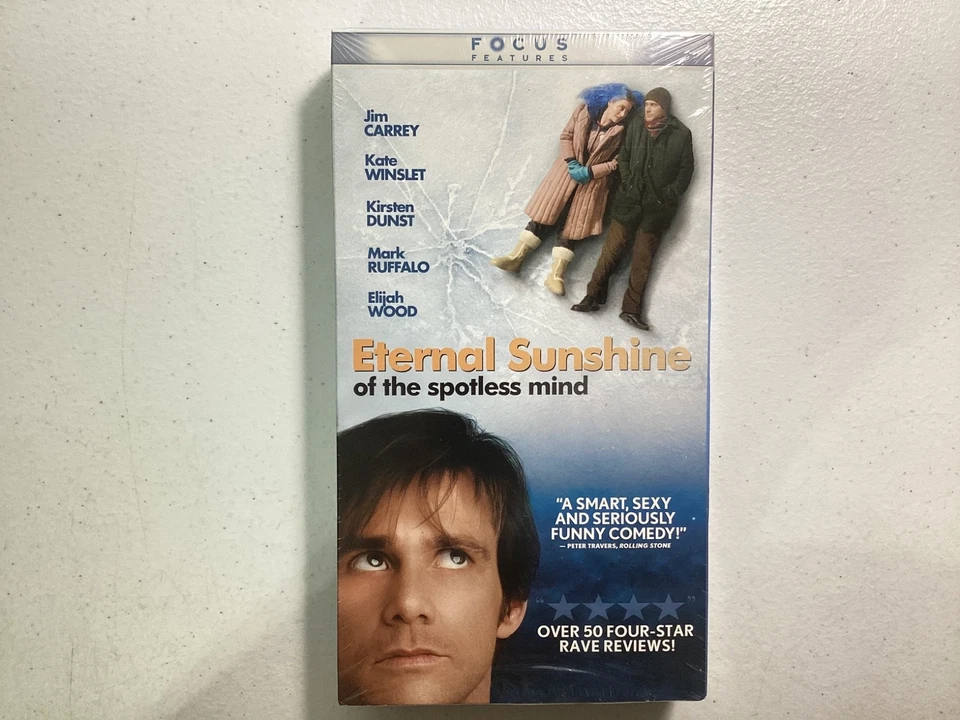 FOCUS
FEATURES
Jim
CARREY
Kate
WINSLET
Kirsten
DUNST
Mark
RUFFALO
Elijah
WOOD
Eternal Sunshine
of the spotless mind
“A SMART, SEXY
AND SERIOUSLY
FUNNY COMEDY!”
– PETER TRAVERS, ROLLING STONE
“★★★★”
OVER 50 FOUR-STAR
RAVE REVIEWS!